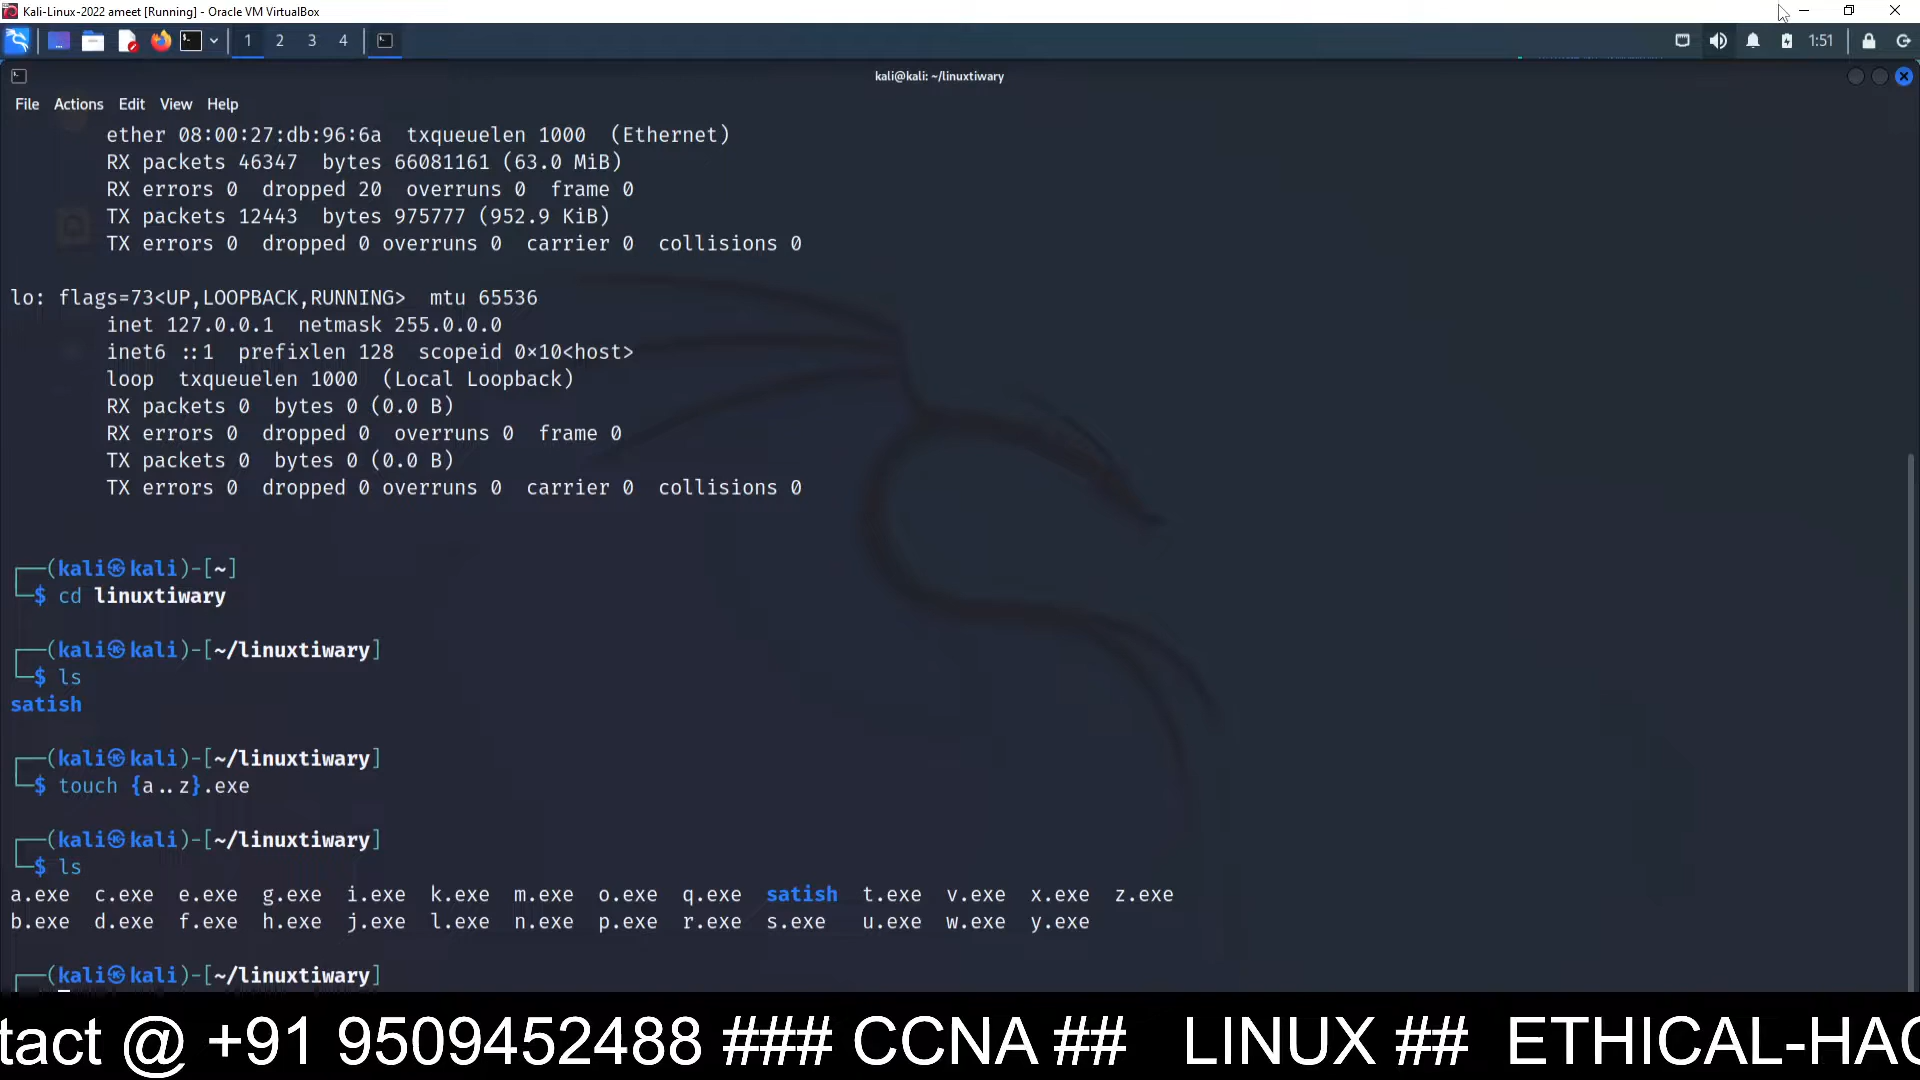 Kali-Linux-2022 ameet [Running] - Oracle VM VirtualBox
1 2 3 4 1:51
kali@kali: ~/linuxtiwary
File Actions Edit View Help
ether 08:00:27:db:96:6a txqueuelen 1000 (Ethernet)
RX packets 46347 bytes 66081161 (63.0 MiB)
RX errors 0 dropped 20 overruns 0 frame 0
TX packets 12443 bytes 975777 (952.9 KiB)
TX errors 0 dropped 0 overruns 0 carrier 0 collisions 0
lo: flags=73<UP,LOOPBACK,RUNNING> mtu 65536
inet 127.0.0.1 netmask 255.0.0.0
inet6 ::1 prefixlen 128 scopeid 0×10<host>
loop txqueuelen 1000 (Local Loopback)
RX packets 0 bytes 0 (0.0 B)
RX errors 0 dropped 0 overruns 0 frame 0
TX packets 0 bytes 0 (0.0 B)
TX errors 0 dropped 0 overruns 0 carrier 0 collisions 0
┌──(kali㉿kali)-[~]
└─$ cd linuxtiwary
┌──(kali㉿kali)-[~/linuxtiwary]
└─$ ls
satish
┌──(kali㉿kali)-[~/linuxtiwary]
└─$ touch {a..z}.exe
┌──(kali㉿kali)-[~/linuxtiwary]
└─$ ls
a.exe c.exe e.exe g.exe i.exe k.exe m.exe o.exe q.exe satish t.exe v.exe x.exe z.exe
b.exe d.exe f.exe h.exe j.exe l.exe n.exe p.exe r.exe s.exe u.exe w.exe y.exe
┌──(kali㉿kali)-[~/linuxtiwary]
tact @ +91 9509452488 ### CCNA ## LINUX ## ETHICAL-HAC